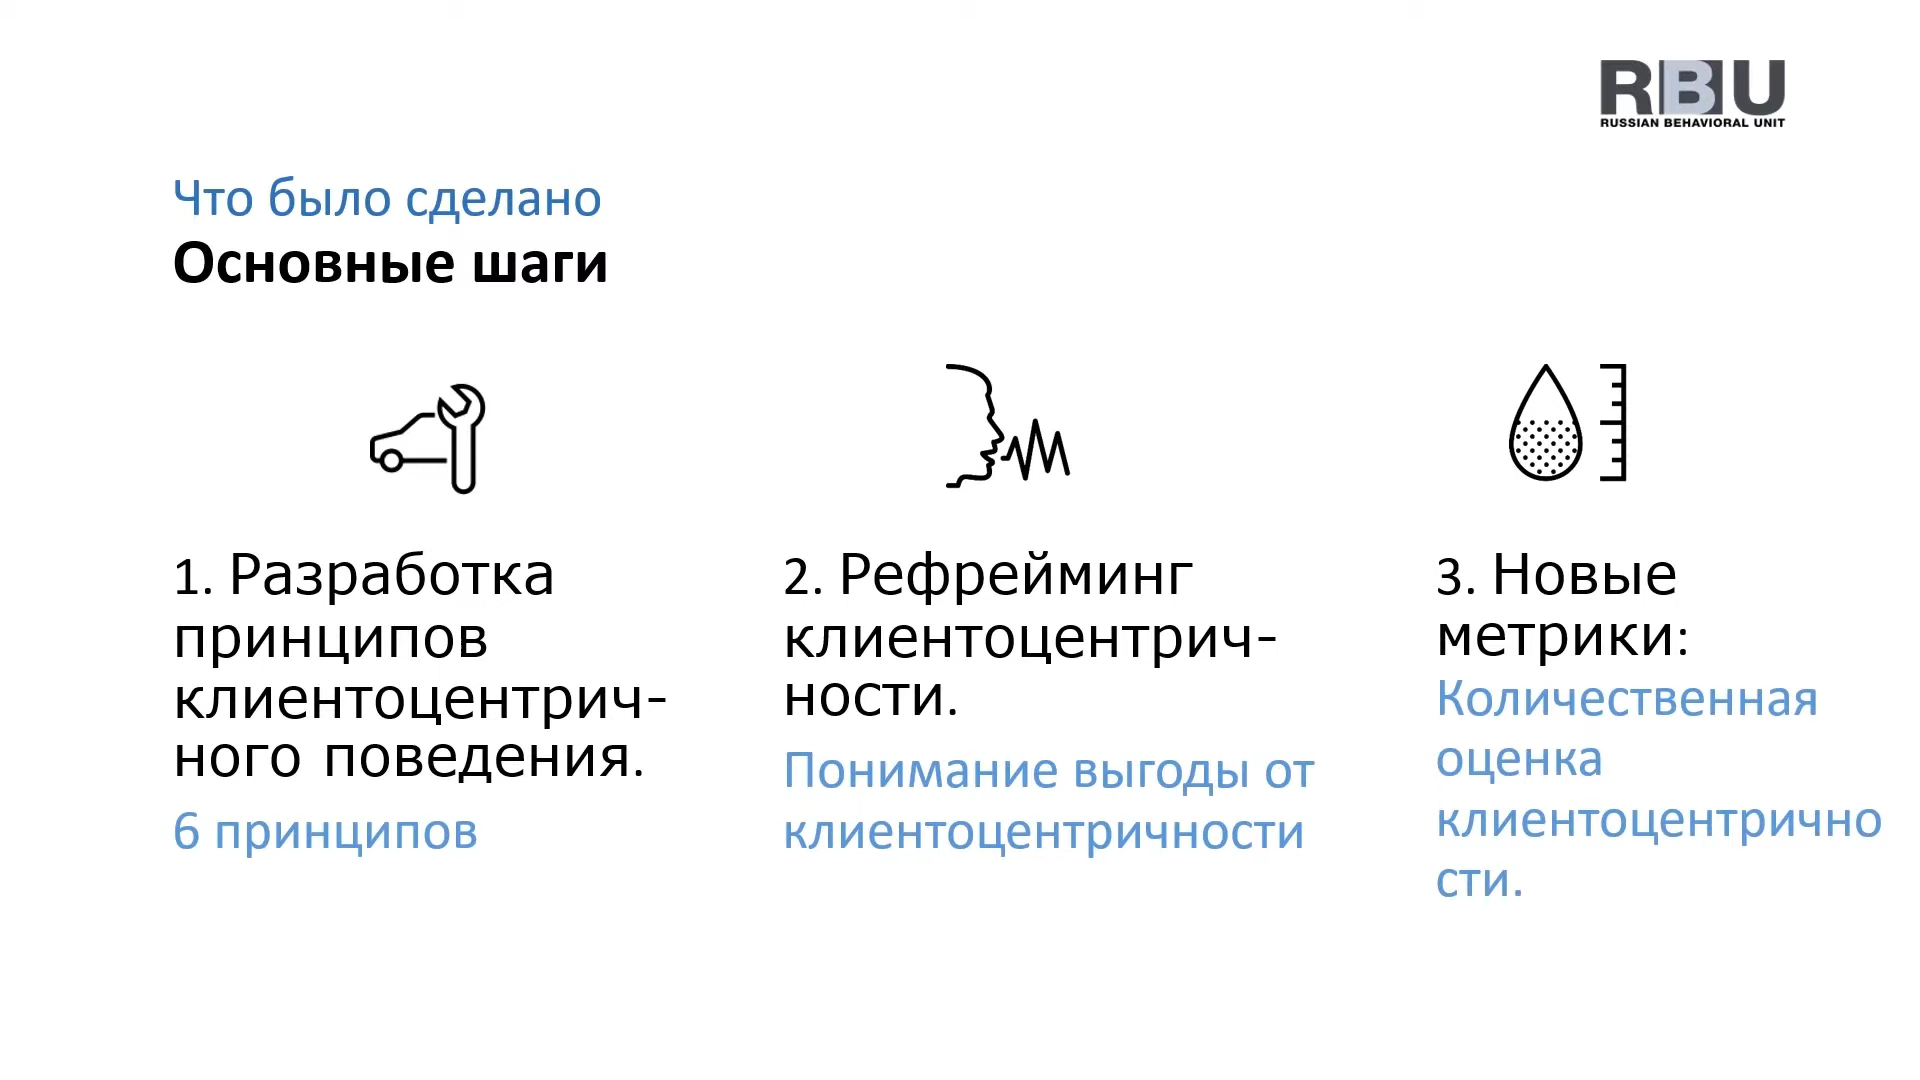 RBU
RUSSIAN BEHAVIORAL UNIT
Что было сделано
Основные шаги
1. Разработка
принципов
клиентоцентрич-
ного поведения.
6 принципов
2. Рефрейминг
клиентоцентрич-
ности.
Понимание выгоды от
клиентоцентричности
3. Новые
метрики:
Количественная
оценка
клиентоцентрично
сти.